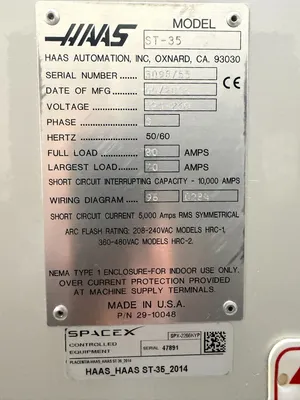 HAAS
MODEL
ST-35
HAAS AUTOMATION, INC, OXNARD, CA. 93030
SERIAL NUMBER
DATE OF MFG
VOLTAGE
PHASE
HERTZ 50/60
FULL LOAD AMPS
LARGEST LOAD AMPS
SHORT CIRCUIT INTERRUPTING CAPACITY - 10,000 AMPS
WIRING DIAGRAM 96
SHORT CIRCUIT CURRENT 5,000 Amps RMS SYMMETRICAL
ARC FLASH RATING: 208-240VAC MODELS HRC-1,
360-480VAC MODELS HRC-2.
NEMA TYPE 1 ENCLOSURE-FOR INDOOR USE ONLY.
OVER CURRENT PROTECTION PROVIDED
AT MACHINE SUPPLY TERMINALS.
MADE IN U.S.A.
P/N 29-10048
SPACEX
CONTROLLED
EQUIPMENT
SERIAL 47891
HAAS_HAAS ST-35_2014